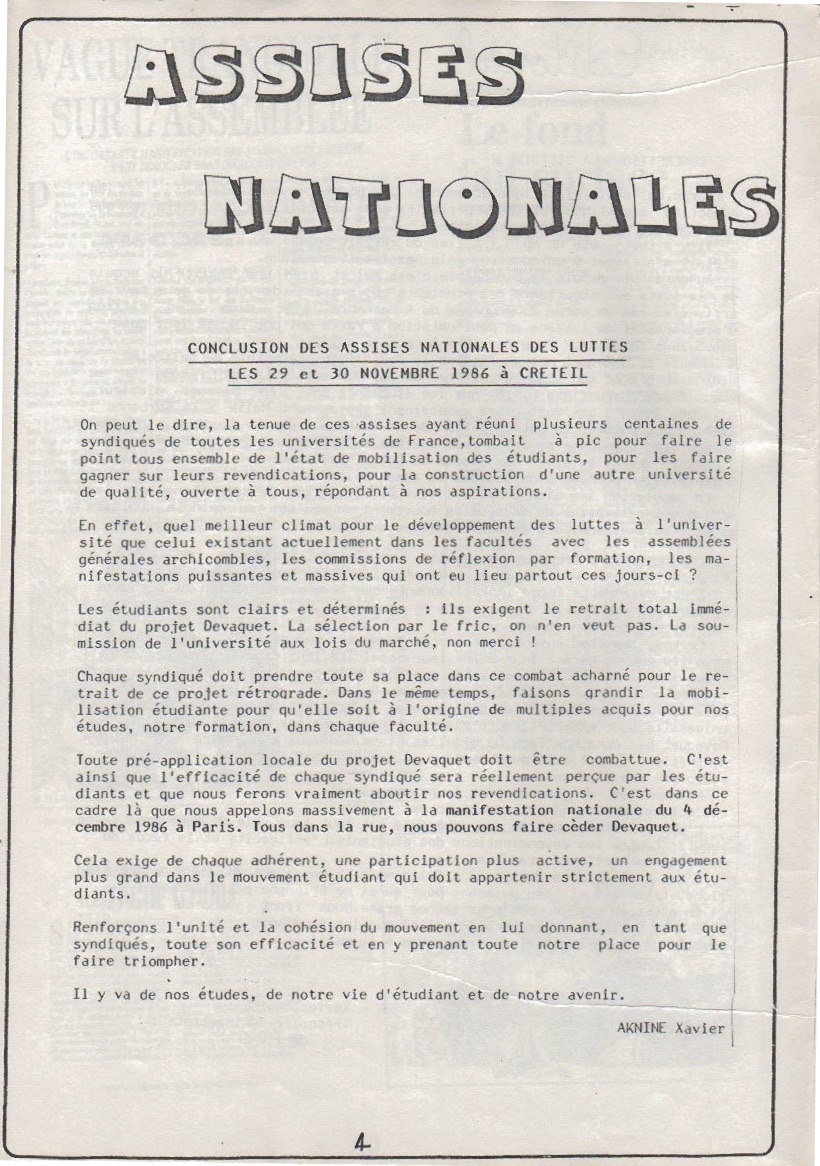 ASSISES
NATIONALES
CONCLUSION DES ASSISES NATIONALES DES LUTTES
LES 29 et 30 NOVEMBRE 1986 à CRETEIL
On peut le dire, la tenue de ces assises ayant réuni plusieurs centaines de
syndiqués de toutes les universités de France,tombait à pic pour faire le
point tous ensemble de l'état de mobilisation des étudiants, pour les faire
gagner sur leurs revendications, pour la construction d'une autre université
de qualité, ouverte à tous, répondant à nos aspirations.
En effet, quel meilleur climat pour le développement des luttes à l'univer-
sité que celui existant actuellement dans les facultés avec les assemblées
générales archicombles, les commissions de réflexion par formation, les ma-
nifestations puissantes et massives qui ont eu lieu partout ces jours-ci ?
Les étudiants sont clairs et déterminés : ils exigent le retrait total immé-
diat du projet Devaquet. La sélection par le fric, on n'en veut pas. La sou-
mission de l'université aux lois du marché, non merci !
Chaque syndiqué doit prendre toute sa place dans ce combat acharné pour le re-
trait de ce projet rétrograde. Dans le même temps, faisons grandir la mobi-
lisation étudiante pour qu'elle soit à l'origine de multiples acquis pour nos
études, notre formation, dans chaque faculté.
Toute pré-application locale du projet Devaquet doit être combattue. C'est
ainsi que l'efficacité de chaque syndiqué sera réellement perçue par les étu-
diants et que nous ferons vraiment aboutir nos revendications. C'est dans ce
cadre là que nous appelons massivement à la manifestation nationale du 4 dé-
cembre 1986 à Paris. Tous dans la rue, nous pouvons faire cèder Devaquet.
Cela exige de chaque adhérent, une participation plus active, un engagement
plus grand dans le mouvement étudiant qui doit appartenir strictement aux étu-
diants.
Renforçons l'unité et la cohésion du mouvement en lui donnant, en tant que
syndiqués, toute son efficacité et en y prenant toute notre place pour le
faire triompher.
Il y va de nos études, de notre vie d'étudiant et de notre avenir.
AKNINE Xavier
4